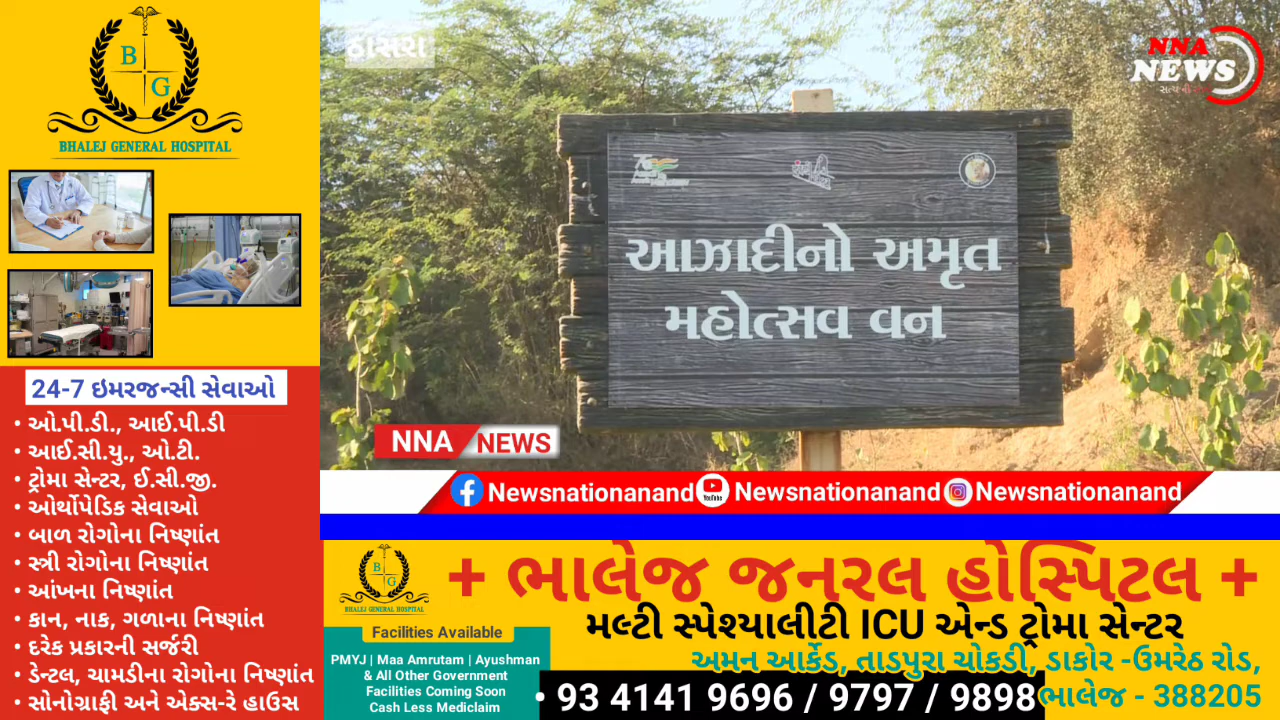 B
G
BHALEJ GENERAL HOSPITAL
24-7 ઇમરજન્સી સેવાઓ
• ઓ.પી.ડી., આઈ.પી.ડી
• આઈ.સી.યુ., ઓ.ટી.
• ટ્રોમા સેન્ટર, ઈ.સી.જી.
• ઓર્થોપેડિક સેવાઓ
• બાળ રોગોના નિષ્ણાંત
• સ્ત્રી રોગોના નિષ્ણાંત
• આંખના નિષ્ણાંત
• કાન, નાક, ગળાના નિષ્ણાંત
• દરેક પ્રકારની સર્જરી
• ડેન્ટલ, ચામડીના રોગોના નિષ્ણાંત
• સોનોગ્રાફી અને એક્સ-રે હાઉસ
ઠાસરા
NNA
NEWS
આઝાદીનો અમૃત
મહોત્સવ વન
NNA NEWS
Newsnationanand YouTube Newsnationanand Newsnationanand
B
G
BHALEJ GENERAL HOSPITAL
+ ભાલેજ જનરલ હોસ્પિટલ +
મલ્ટી સ્પેશ્યાલીટી ICU એન્ડ ટ્રોમા સેન્ટર
Facilities Available
PMYJ | Maa Amrutam | Ayushman
& All Other Government
Facilities Coming Soon
Cash Less Mediclaim
અમન આર્કેડ, તાડપુરા ચોકડી, ડાકોર -ઉમરેઠ રોડ,
ભાલેજ - 388205
• 93 4141 9696 / 9797 / 9898